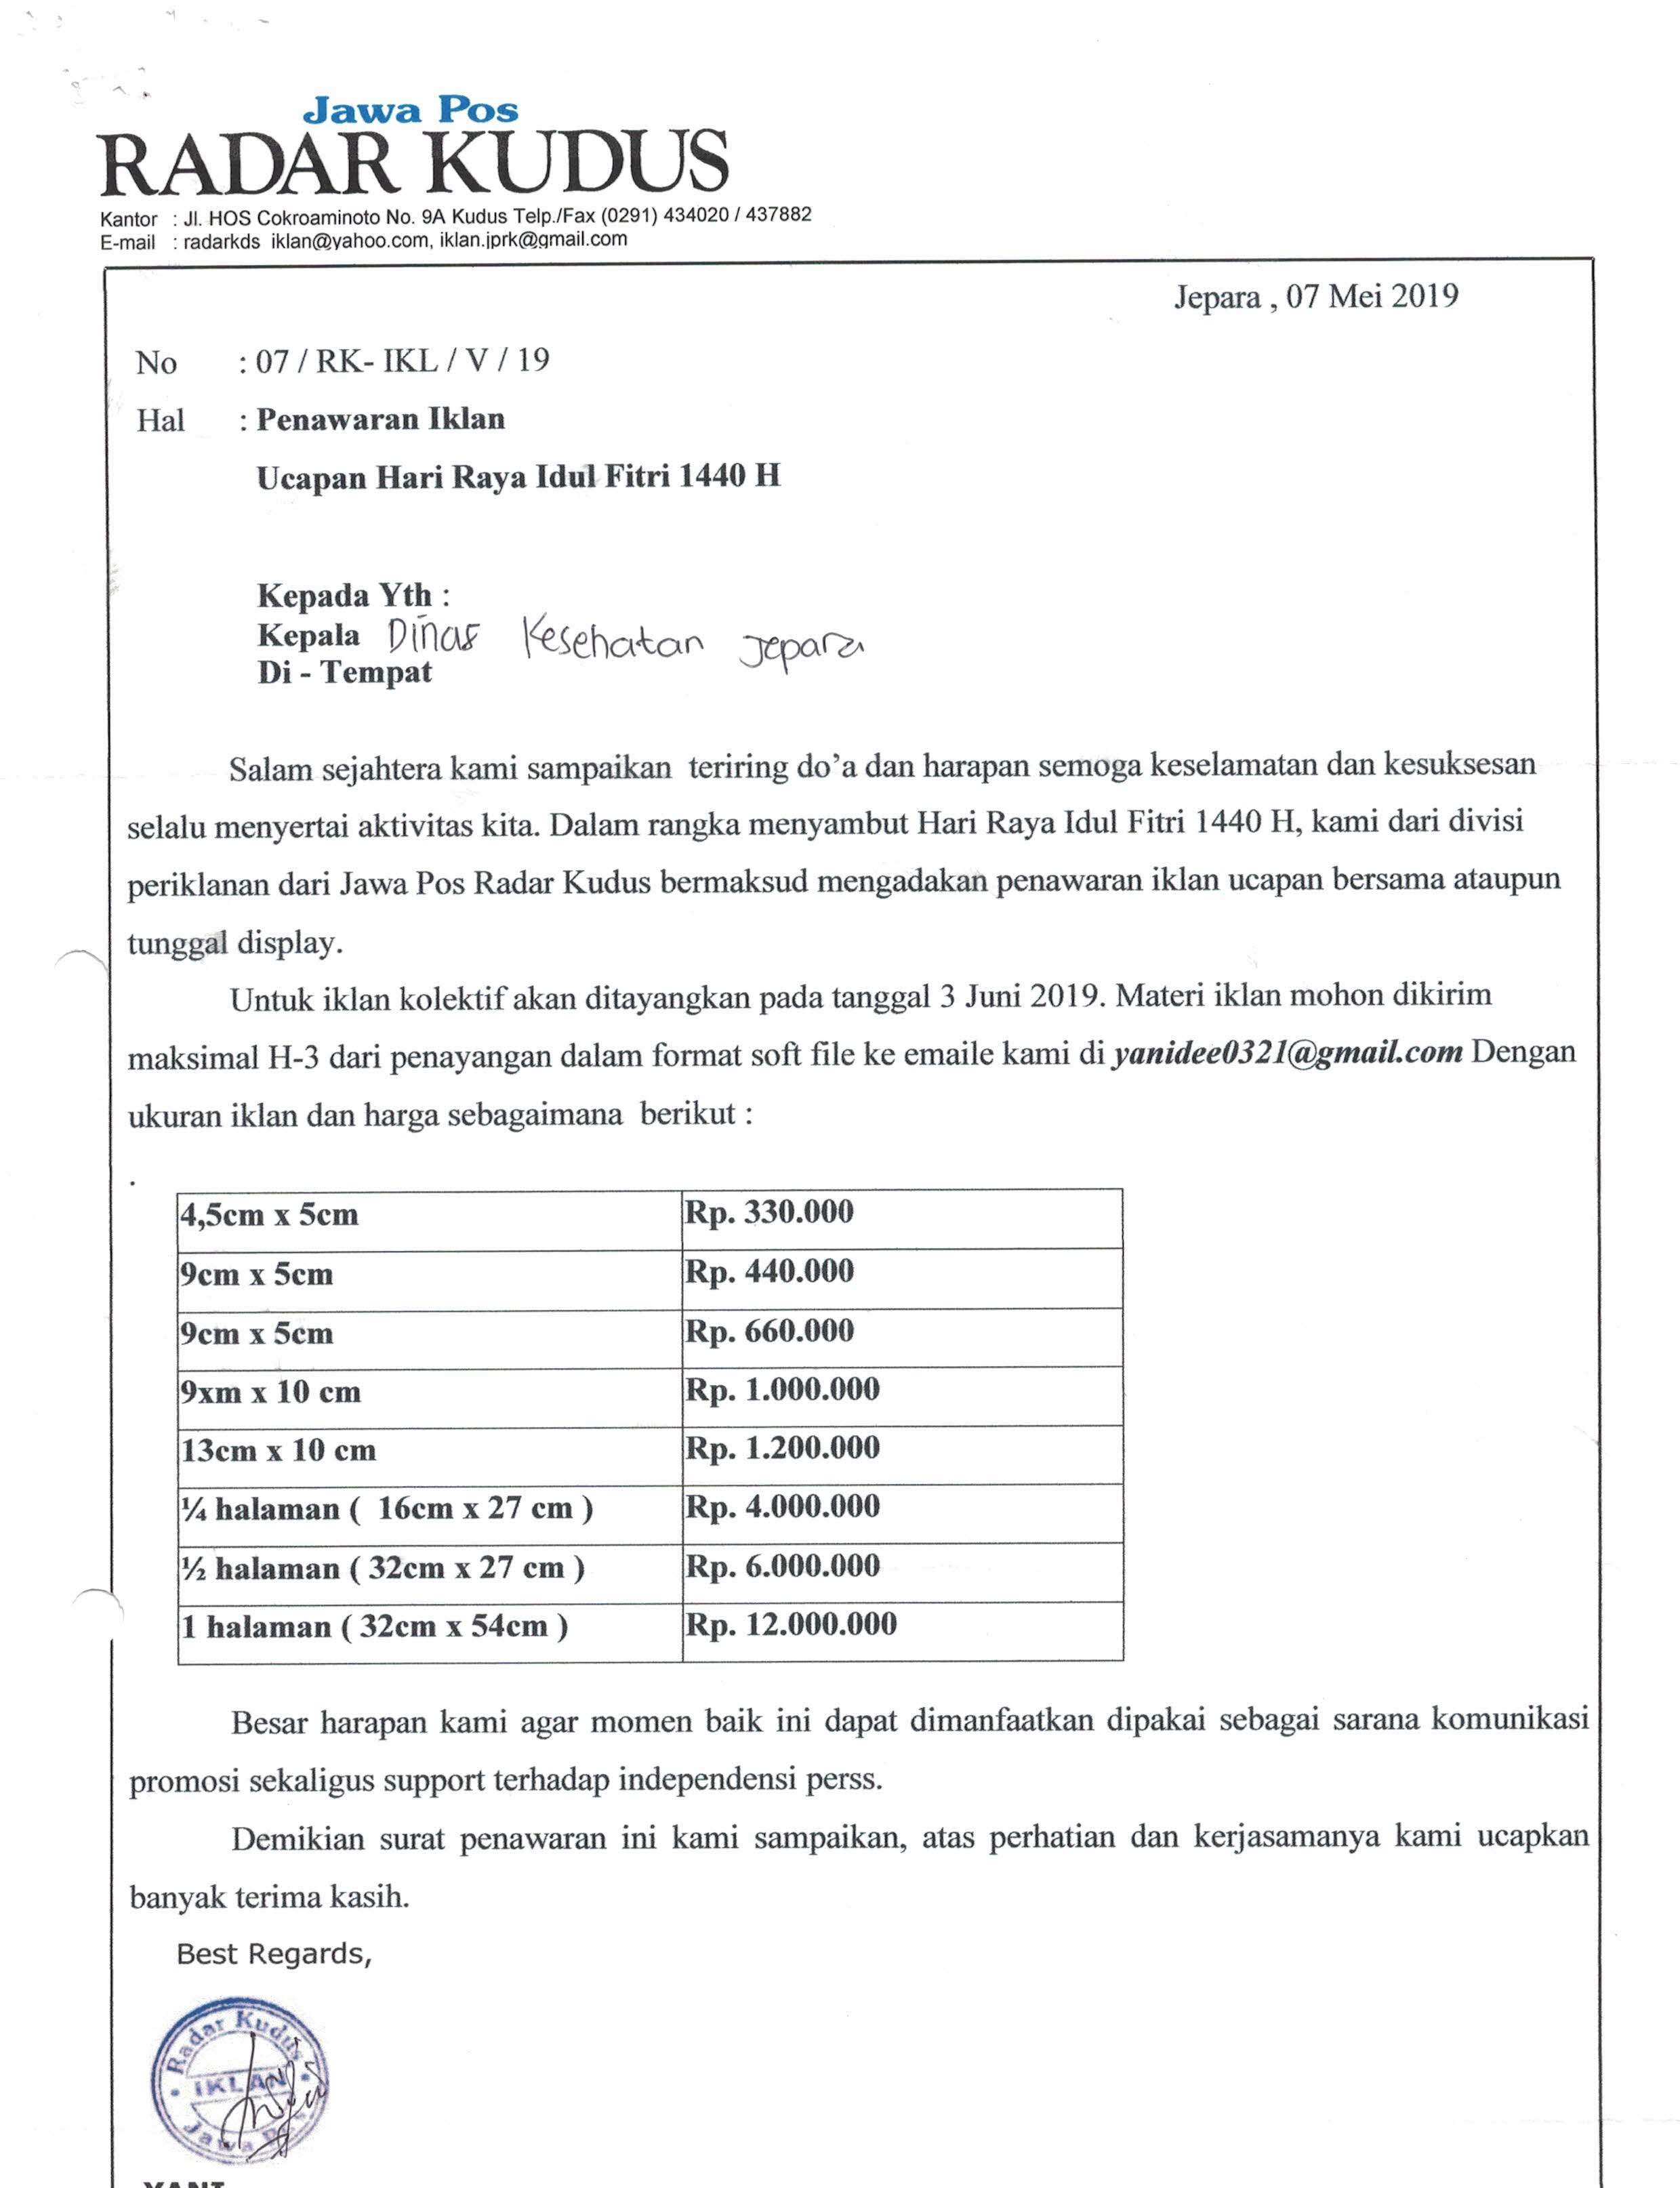 Jawa Pos
RADAR KUDUS
Kantor : Jl. HOS Cokroaminoto No. 9A Kudus Telp./Fax (0291) 434020 / 437882
E-mail : radarkds iklan@yahoo.com, iklan.jprk@gmail.com
Jepara , 07 Mei 2019
No : 07 / RK- IKL / V / 19
Hal : Penawaran Iklan
Ucapan Hari Raya Idul Fitri 1440 H
Kepada Yth :
Kepala Dinas Kesehatan Jepara
Di - Tempat
Salam sejahtera kami sampaikan teriring do’a dan harapan semoga keselamatan dan kesuksesan
selalu menyertai aktivitas kita. Dalam rangka menyambut Hari Raya Idul Fitri 1440 H, kami dari divisi
periklanan dari Jawa Pos Radar Kudus bermaksud mengadakan penawaran iklan ucapan bersama ataupun
tunggal display.
Untuk iklan kolektif akan ditayangkan pada tanggal 3 Juni 2019. Materi iklan mohon dikirim
maksimal H-3 dari penayangan dalam format soft file ke emaile kami di yanidee0321@gmail.com Dengan
ukuran iklan dan harga sebagaimana berikut :
.
4,5cm x 5cm Rp. 330.000
9cm x 5cm Rp. 440.000
9cm x 5cm Rp. 660.000
9xm x 10 cm Rp. 1.000.000
13cm x 10 cm Rp. 1.200.000
¼ halaman ( 16cm x 27 cm ) Rp. 4.000.000
½ halaman ( 32cm x 27 cm ) Rp. 6.000.000
1 halaman ( 32cm x 54cm ) Rp. 12.000.000
Besar harapan kami agar momen baik ini dapat dimanfaatkan dipakai sebagai sarana komunikasi
promosi sekaligus support terhadap independensi perss.
Demikian surat penawaran ini kami sampaikan, atas perhatian dan kerjasamanya kami ucapkan
banyak terima kasih.
Best Regards,
Radar Kudus
IKLAN
Jawa Pos
YANI